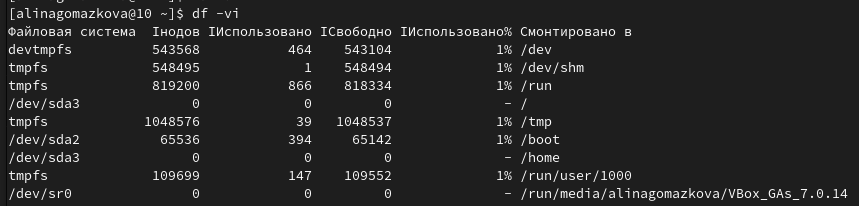 [alinagomazkova@10 ~]$ df -vi
Файловая система  Iнодов IИспользовано IСвободно IИспользовано% Смонтировано в
devtmpfs          543568           464    543104             1% /dev
tmpfs             548495             1    548494             1% /dev/shm
tmpfs             819200           866    818334             1% /run
/dev/sda3              0             0         0              - /
tmpfs            1048576            39   1048537             1% /tmp
/dev/sda2          65536           394     65142             1% /boot
/dev/sda3              0             0         0              - /home
tmpfs             109699           147    109552             1% /run/user/1000
/dev/sr0               0             0         0              - /run/media/alinagomazkova/VBox_GAs_7.0.14